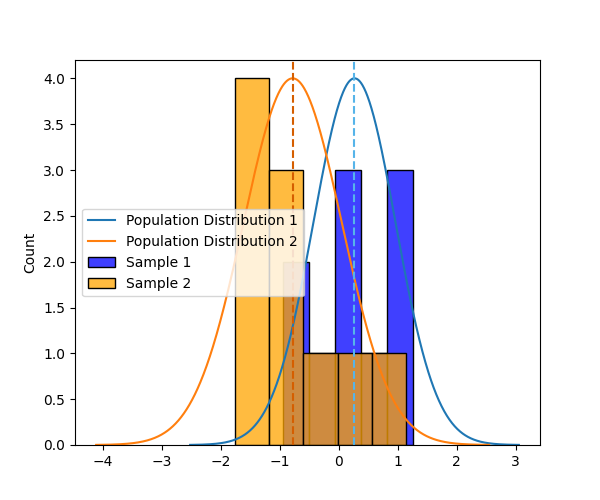 4.0
3.5
3.0
2.5
2.0
1.5
1.0
0.5
0.0
Count
Population Distribution 1
Population Distribution 2
Sample 1
Sample 2
−4 −3 −2 −1 0 1 2 3